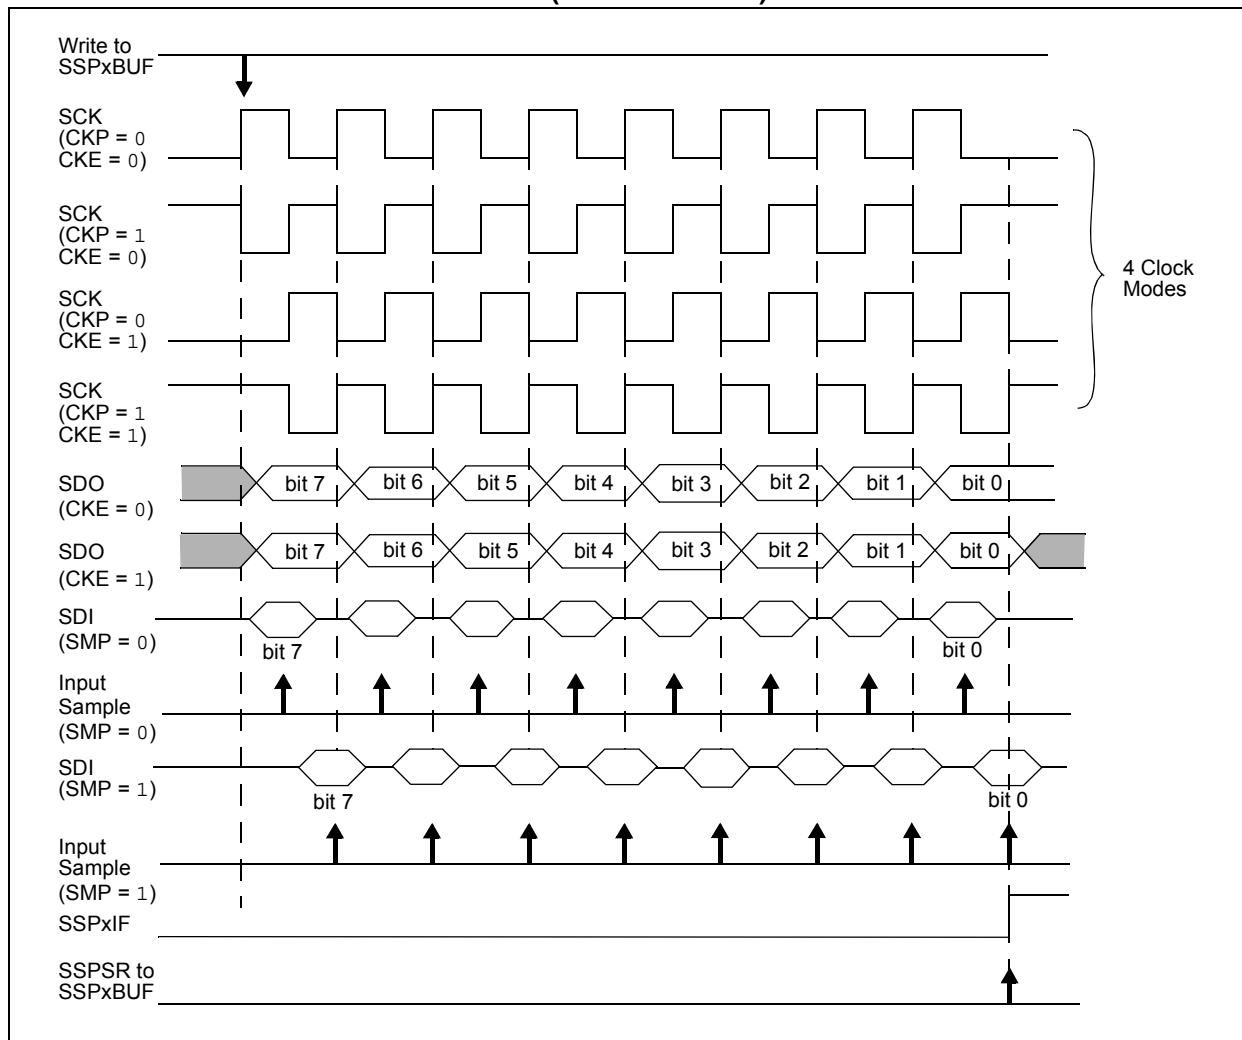 Write to
SSPxBUF
SCK
(CKP = 0
CKE = 0)
SCK
(CKP = 1
CKE = 0)
SCK
(CKP = 0
CKE = 1)
SCK
(CKP = 1
CKE = 1)
4 Clock
Modes
SDO
(CKE = 0)
bit 7 bit 6 bit 5 bit 4 bit 3 bit 2 bit 1 bit 0
SDO
(CKE = 1)
bit 7 bit 6 bit 5 bit 4 bit 3 bit 2 bit 1 bit 0
SDI
(SMP = 0)
bit 7 bit 0
Input
Sample
(SMP = 0)
SDI
(SMP = 1)
bit 7 bit 0
Input
Sample
(SMP = 1)
SSPxIF
SSPSR to
SSPxBUF